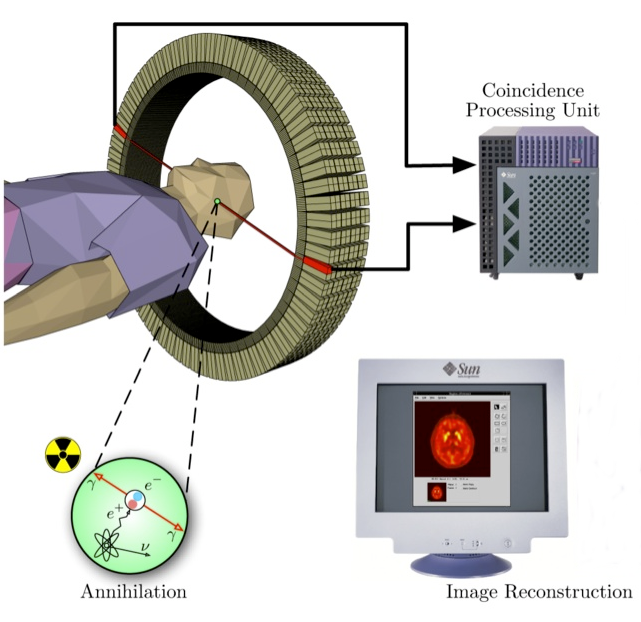 Coincidence
Processing Unit
Sun
Sun
γ
e⁻
e⁺
γ
ν
Annihilation
Image Reconstruction